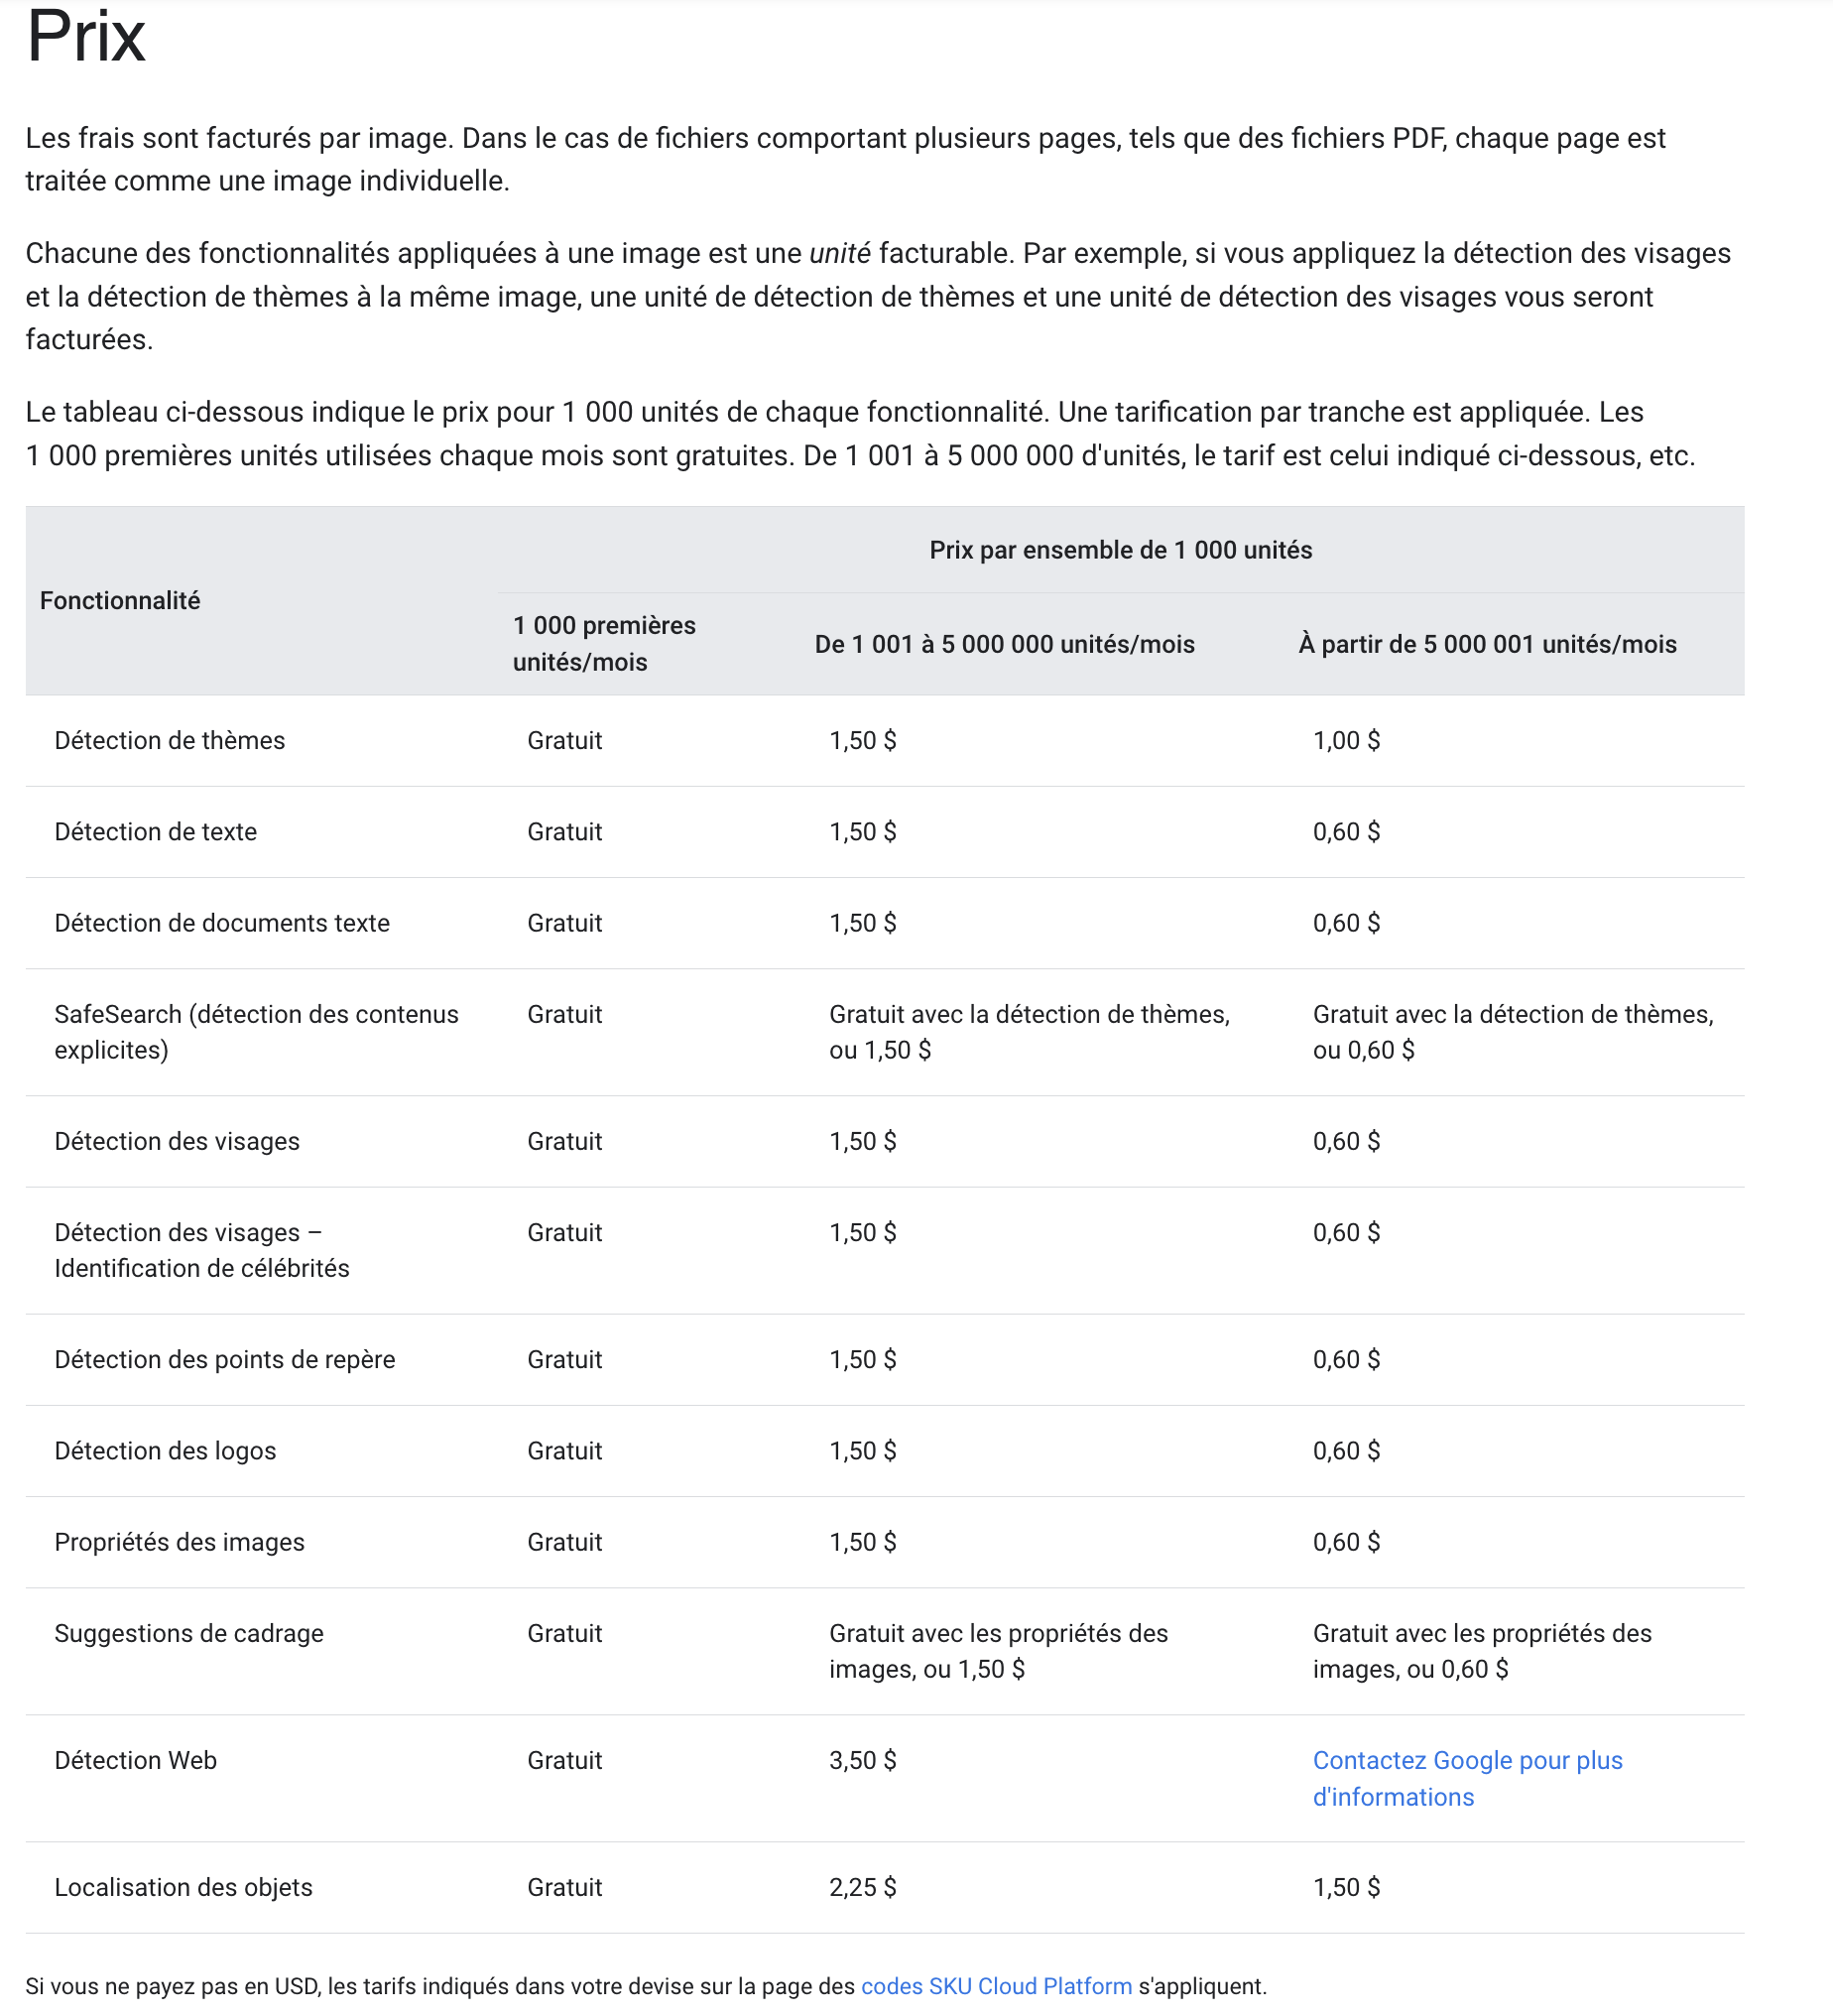 Prix
Les frais sont facturés par image. Dans le cas de fichiers comportant plusieurs pages, tels que des fichiers PDF, chaque page est
traitée comme une image individuelle.
Chacune des fonctionnalités appliquées à une image est une unité facturable. Par exemple, si vous appliquez la détection des visages
et la détection de thèmes à la même image, une unité de détection de thèmes et une unité de détection des visages vous seront
facturées.
Le tableau ci-dessous indique le prix pour 1 000 unités de chaque fonctionnalité. Une tarification par tranche est appliquée. Les
1 000 premières unités utilisées chaque mois sont gratuites. De 1 001 à 5 000 000 d'unités, le tarif est celui indiqué ci-dessous, etc.
Fonctionnalité
Prix par ensemble de 1 000 unités
1 000 premières
unités/mois
De 1 001 à 5 000 000 unités/mois
À partir de 5 000 001 unités/mois
Détection de thèmes Gratuit 1,50 $ 1,00 $
Détection de texte Gratuit 1,50 $ 0,60 $
Détection de documents texte Gratuit 1,50 $ 0,60 $
SafeSearch (détection des contenus
explicites)
Gratuit
Gratuit avec la détection de thèmes,
ou 1,50 $
Gratuit avec la détection de thèmes,
ou 0,60 $
Détection des visages Gratuit 1,50 $ 0,60 $
Détection des visages –
Identification de célébrités
Gratuit 1,50 $ 0,60 $
Détection des points de repère Gratuit 1,50 $ 0,60 $
Détection des logos Gratuit 1,50 $ 0,60 $
Propriétés des images Gratuit 1,50 $ 0,60 $
Suggestions de cadrage
Gratuit
Gratuit avec les propriétés des
images, ou 1,50 $
Gratuit avec les propriétés des
images, ou 0,60 $
Détection Web Gratuit 3,50 $
Contactez Google pour plus
d'informations
Localisation des objets Gratuit 2,25 $ 1,50 $
Si vous ne payez pas en USD, les tarifs indiqués dans votre devise sur la page des codes SKU Cloud Platform s'appliquent.